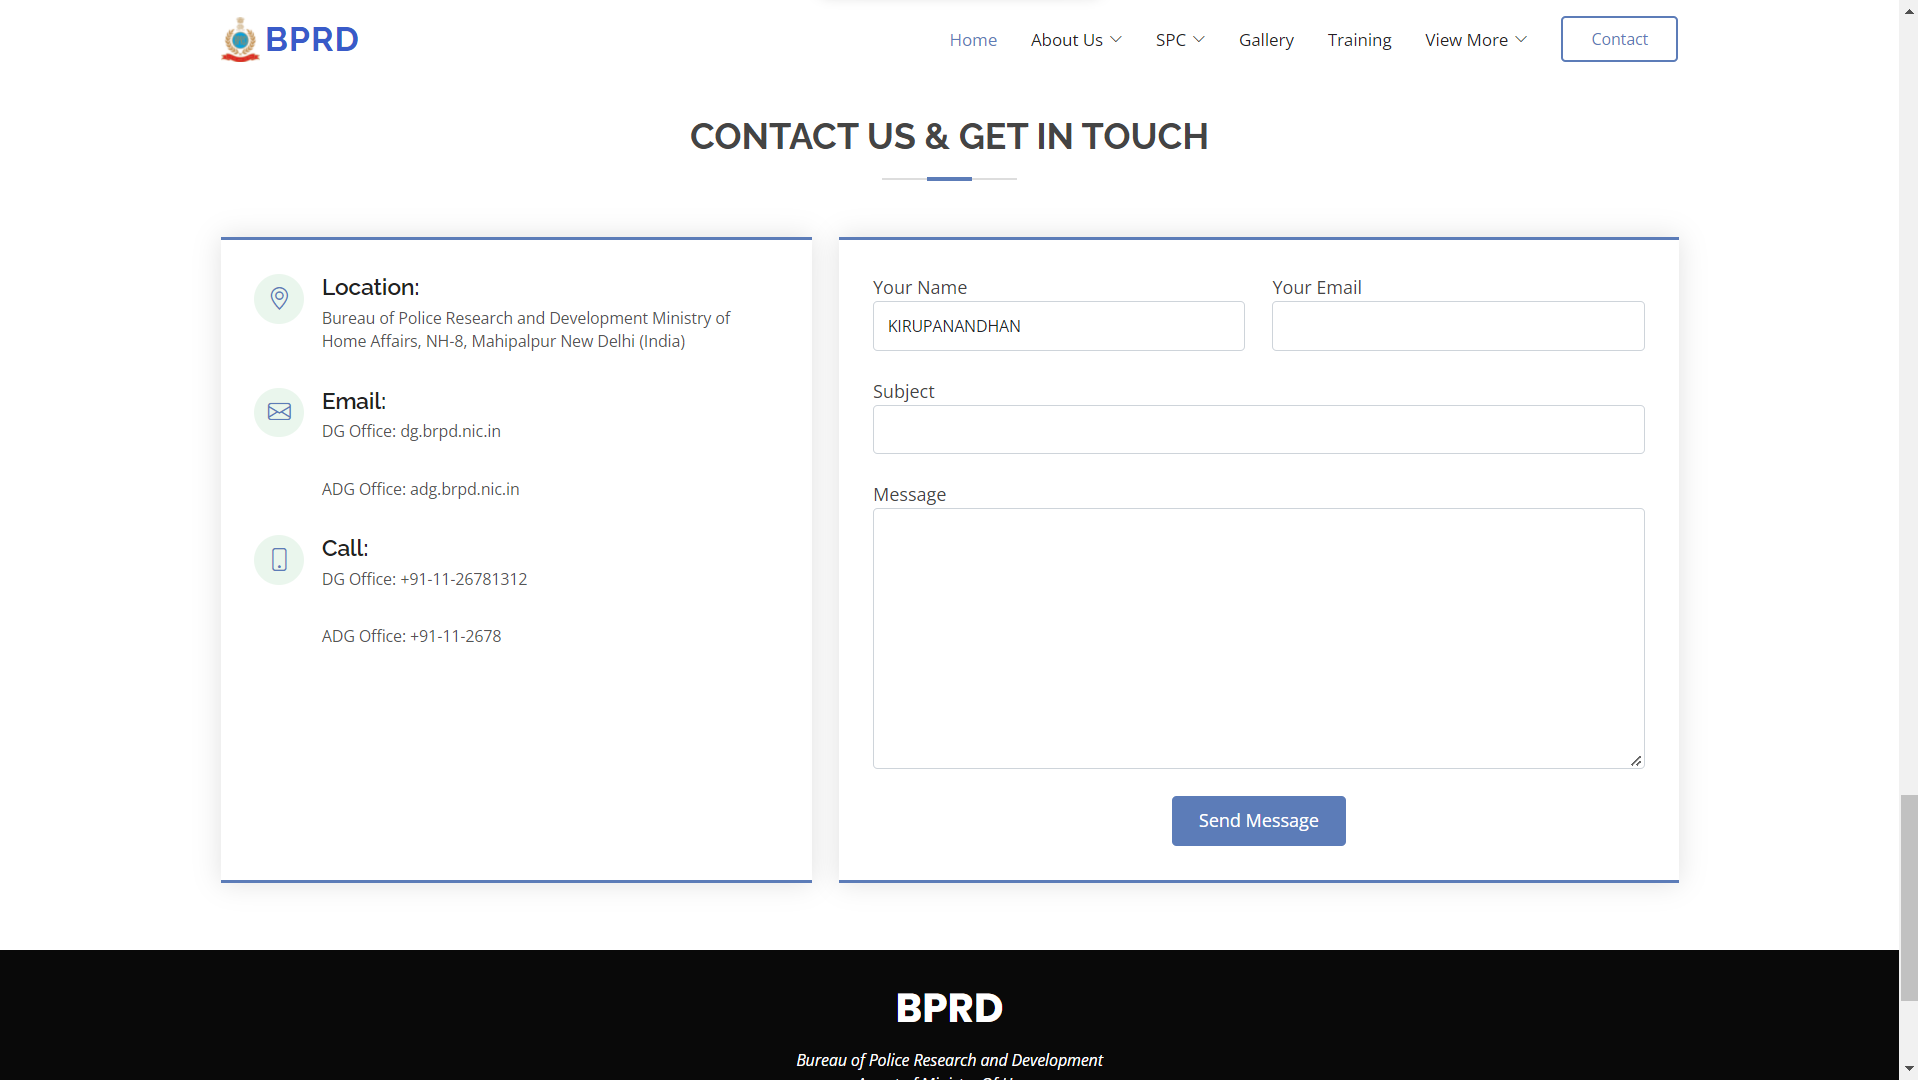 BPRD
Home
About Us
SPC
Gallery
Training
View More
Contact
CONTACT US & GET IN TOUCH
Location:
Bureau of Police Research and Development Ministry of
Home Affairs, NH-8, Mahipalpur New Delhi (India)
Email:
DG Office: dg.brpd.nic.in
ADG Office: adg.brpd.nic.in
Call:
DG Office: +91-11-26781312
ADG Office: +91-11-2678
Your Name
KIRUPANANDHAN
Your Email
Subject
Message
Send Message
BPRD
Bureau of Police Research and Development